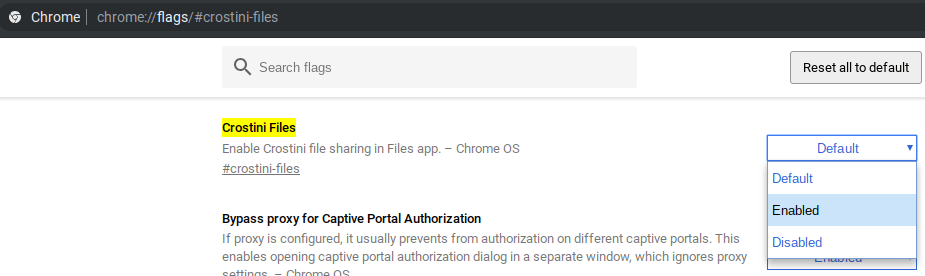 Chrome | chrome://flags/#crostini-files
Search flags
Reset all to default
Crostini Files
Enable Crostini file sharing in Files app. – Chrome OS
#crostini-files
Default
Default
Enabled
Disabled
Bypass proxy for Captive Portal Authorization
If proxy is configured, it usually prevents from authorization on different captive portals. This
enables opening captive portal authorization dialog in a separate window, which ignores proxy
settings. – Chrome OS
Enabled